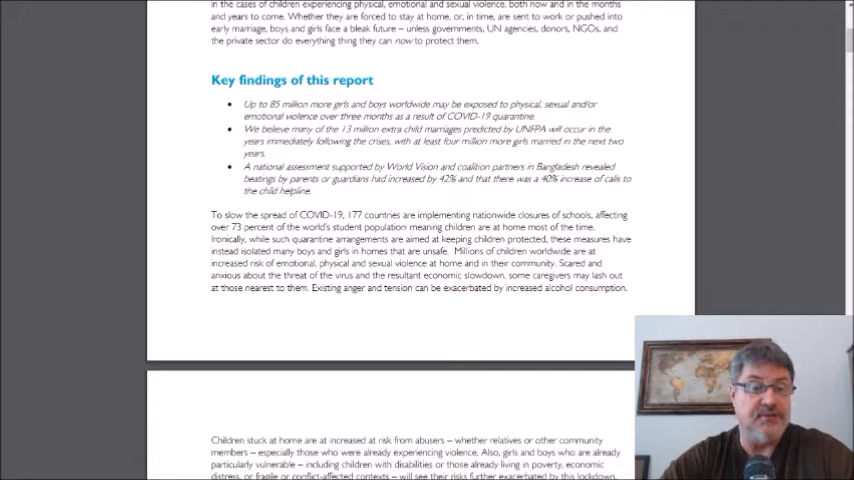 in the cases of children experiencing physical, emotional and sexual violence, both now and in the months
and years to come. Whether they are forced to stay at home, or, in time, are sent to work or pushed into
early marriage, boys and girls face a bleak future – unless governments, UN agencies, donors, NGOs, and
the private sector do everything thing they can now to protect them.
Key findings of this report
• Up to 85 million more girls and boys worldwide may be exposed to physical, sexual and/or
emotional violence over three months as a result of COVID-19 quarantine.
• We believe many of the 13 million extra child marriages predicted by UNFPA will occur in the
years immediately following the crises, with at least four million more girls married in the next two
years.
• A national assessment supported by World Vision and coalition partners in Bangladesh revealed
beatings by parents or guardians had increased by 42% and that there was a 40% increase of calls to
the child helpline.
To slow the spread of COVID-19, 177 countries are implementing nationwide closures of schools, affecting
over 73 percent of the world's student population meaning children are at home most of the time.
Ironically, while such quarantine arrangements are aimed at keeping children protected, these measures have
instead isolated many boys and girls in homes that are unsafe. Millions of children worldwide are at
increased risk of emotional, physical and sexual violence at home and in their community. Scared and
anxious about the threat of the virus and the resultant economic slowdown, some caregivers may lash out
at those nearest to them. Existing anger and tension can be exacerbated by increased alcohol consumption.
Children stuck at home are at increased at risk from abusers – whether relatives or other community
members – especially those who were already experiencing violence. Also, girls and boys who are already
particularly vulnerable – including children with disabilities or those already living in poverty, economic
distress, or fragile or conflict-affected contexts – will see their risks further exacerbated by this lockdown.